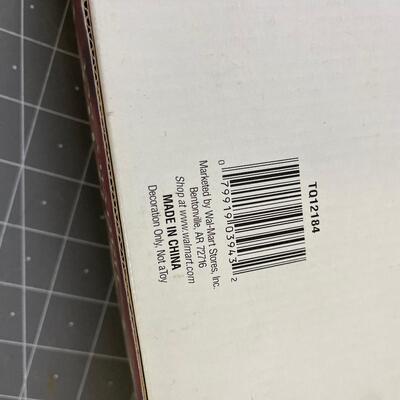 TQ12184
0 79919 03943 2
Marketed by Wal-Mart Stores, Inc.
Bentonville, AR 72716
Shop at www.walmart.com
MADE IN CHINA
Decoration Only, Not a Toy